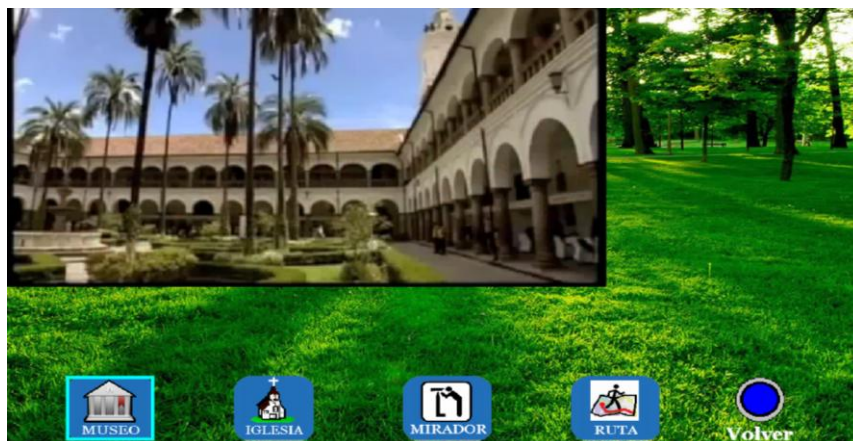 MUSEO
IGLESIA
MIRADOR
RUTA
Volver